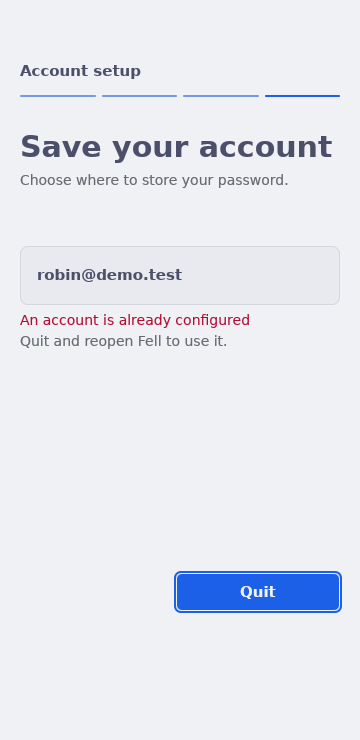 Account setup
Save your account
Choose where to store your password.
robin@demo.test
An account is already configured
Quit and reopen Fell to use it.
Quit